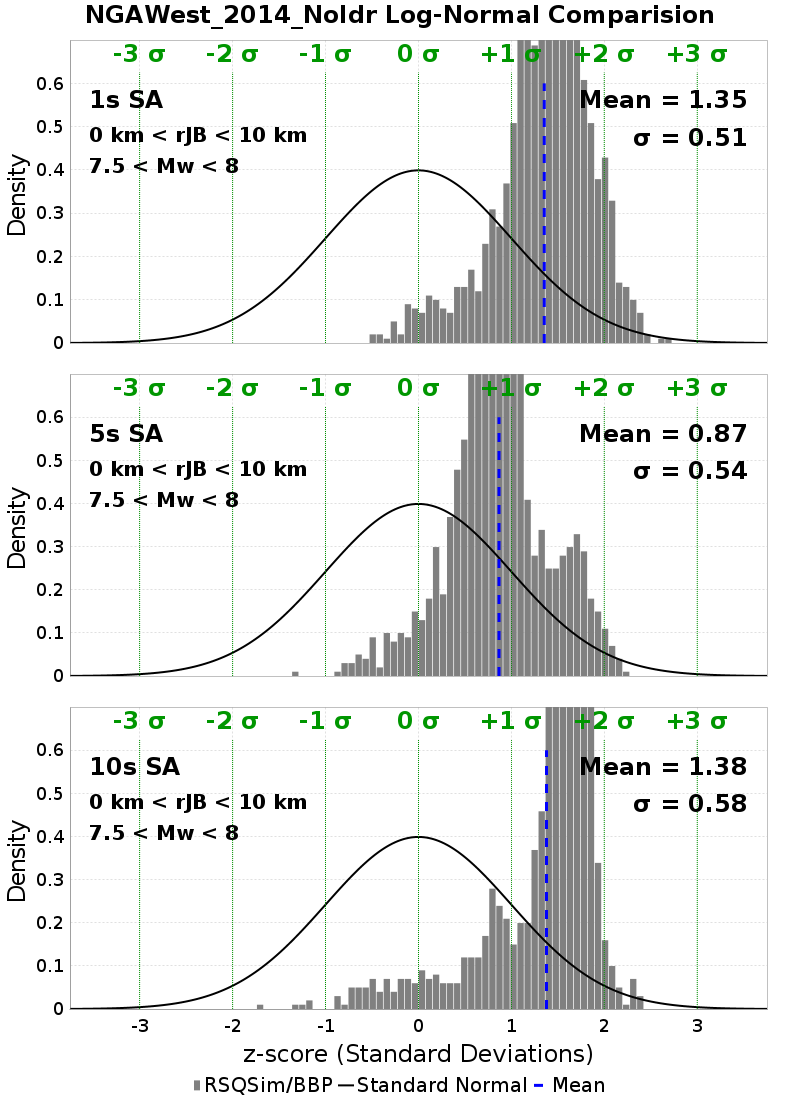 NGAWest_2014_NoIdr Log-Normal Comparision
-3 σ -2 σ -1 σ 0 σ +1 σ +2 σ +3 σ
0.6
1s SA Mean = 1.35
0.5
0 km < rJB < 10 km σ = 0.51
7.5 < Mw < 8
0.4
0.3
0.2
0.1
0
Density
-3 σ -2 σ -1 σ 0 σ +1 σ +2 σ +3 σ
0.6
5s SA Mean = 0.87
0.5
0 km < rJB < 10 km σ = 0.54
7.5 < Mw < 8
0.4
0.3
0.2
0.1
0
Density
-3 σ -2 σ -1 σ 0 σ +1 σ +2 σ +3 σ
0.6
10s SA Mean = 1.38
0.5
0 km < rJB < 10 km σ = 0.58
7.5 < Mw < 8
0.4
0.3
0.2
0.1
0
Density
-3 -2 -1 0 1 2 3
z-score (Standard Deviations)
RSQSim/BBP Standard Normal Mean